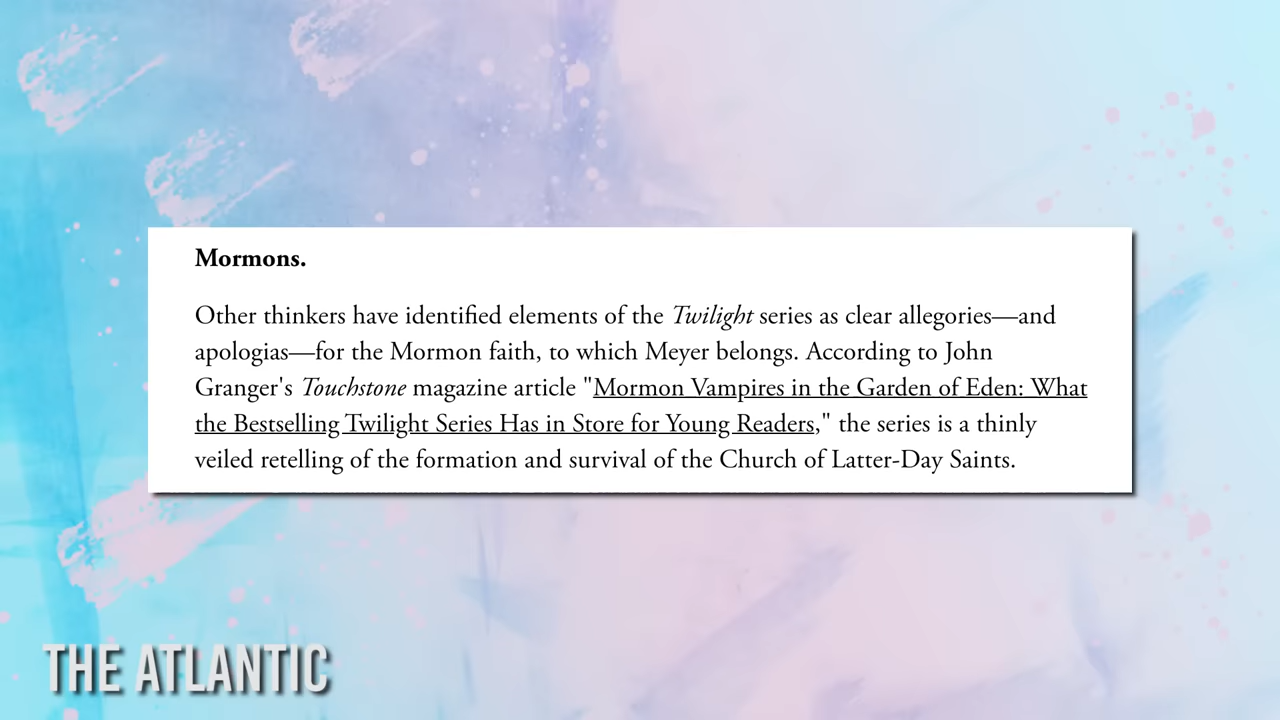 Mormons.
Other thinkers have identified elements of the Twilight series as clear allegories—and
apologias—for the Mormon faith, to which Meyer belongs. According to John
Granger's Touchstone magazine article "Mormon Vampires in the Garden of Eden: What
the Bestselling Twilight Series Has in Store for Young Readers," the series is a thinly
veiled retelling of the formation and survival of the Church of Latter-Day Saints.
THE ATLANTIC